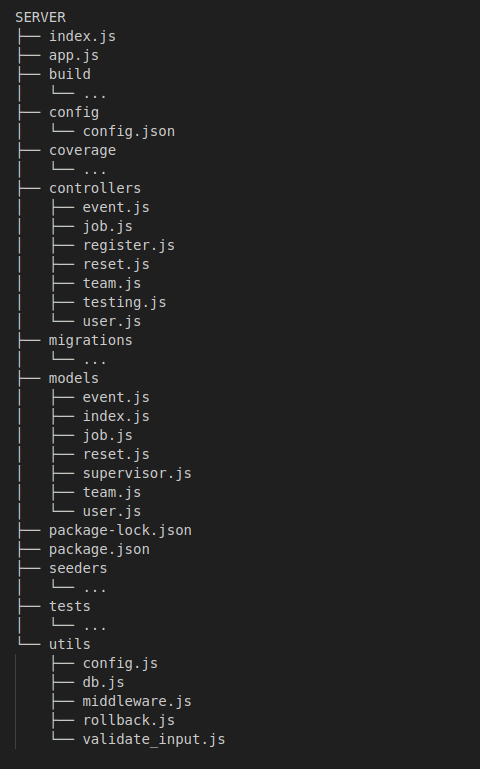 SERVER
├── index.js
├── app.js
├── build
│   └── ...
├── config
│   └── config.json
├── coverage
│   └── ...
├── controllers
│   ├── event.js
│   ├── job.js
│   ├── register.js
│   ├── reset.js
│   ├── team.js
│   ├── testing.js
│   └── user.js
├── migrations
│   └── ...
├── models
│   ├── event.js
│   ├── index.js
│   ├── job.js
│   ├── reset.js
│   ├── supervisor.js
│   ├── team.js
│   └── user.js
├── package-lock.json
├── package.json
├── seeders
│   └── ...
├── tests
│   └── ...
└── utils
    ├── config.js
    ├── db.js
    ├── middleware.js
    ├── rollback.js
    └── validate_input.js